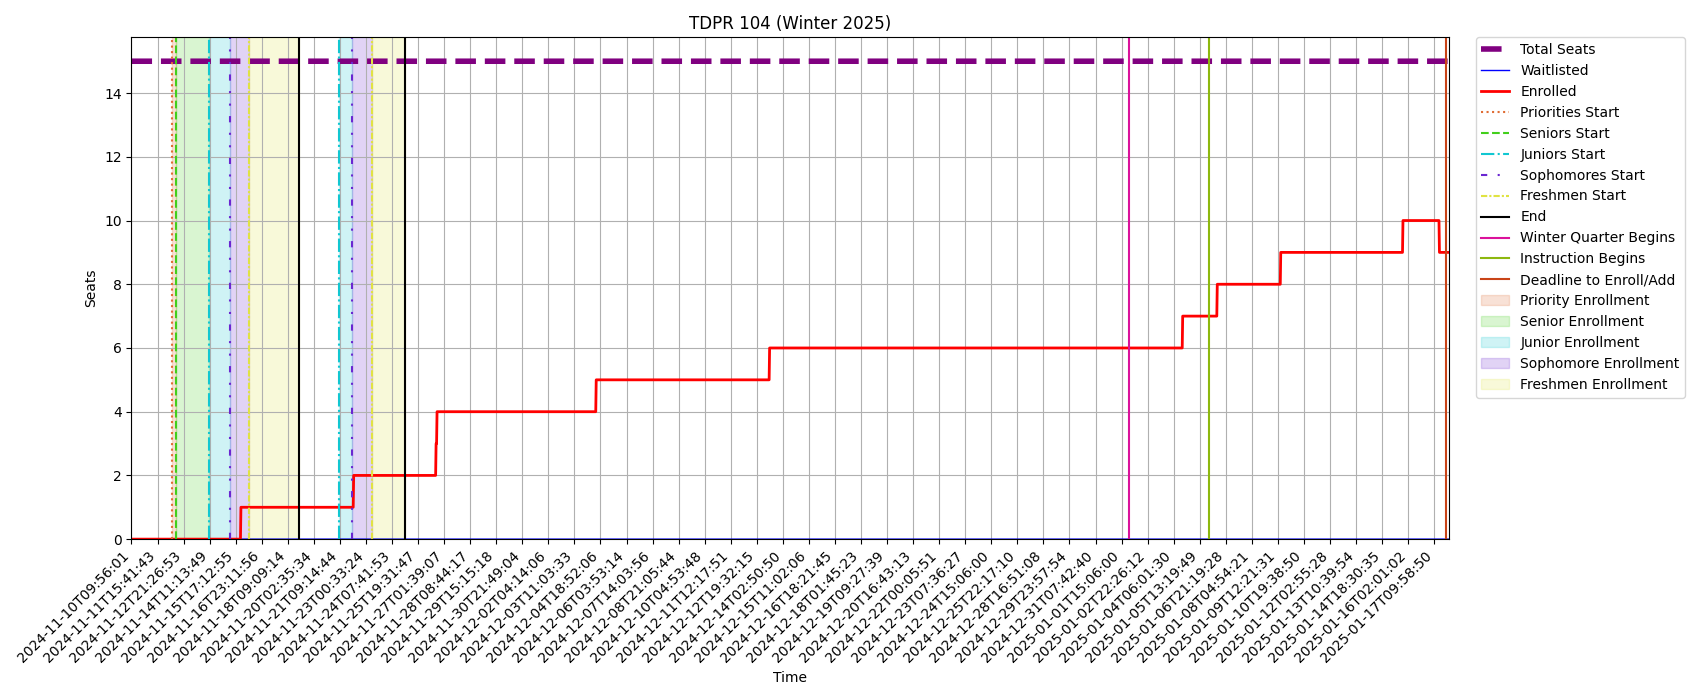 TDPR 104 (Winter 2025)
Seats
14
12
10
8
6
4
2
0
2024-11-10T09:56:01
2024-11-11T15:41:43
2024-11-12T21:26:53
2024-11-14T11:13:49
2024-11-15T17:12:55
2024-11-16T23:11:56
2024-11-18T09:09:14
2024-11-20T02:35:34
2024-11-21T09:14:44
2024-11-23T00:33:24
2024-11-24T07:41:53
2024-11-25T19:31:47
2024-11-27T01:39:07
2024-11-28T08:44:17
2024-11-29T15:15:18
2024-11-30T21:49:04
2024-12-02T04:14:06
2024-12-03T11:03:33
2024-12-04T18:52:06
2024-12-06T03:53:14
2024-12-07T14:03:56
2024-12-08T21:05:44
2024-12-10T04:53:48
2024-12-11T12:17:51
2024-12-12T19:32:15
2024-12-14T02:50:50
2024-12-15T11:02:06
2024-12-16T18:21:45
2024-12-18T01:45:23
2024-12-19T09:27:39
2024-12-20T16:43:13
2024-12-22T00:05:51
2024-12-23T07:36:27
2024-12-24T15:06:00
2024-12-25T22:17:10
2024-12-28T16:51:08
2024-12-29T23:57:54
2024-12-31T07:42:40
2025-01-01T15:06:00
2025-01-02T22:26:12
2025-01-04T06:01:30
2025-01-05T13:19:49
2025-01-06T21:19:28
2025-01-08T04:54:21
2025-01-09T12:21:31
2025-01-10T19:38:50
2025-01-12T02:55:28
2025-01-13T10:39:54
2025-01-14T18:30:35
2025-01-16T02:01:02
2025-01-17T09:58:50
Time
Total Seats
Waitlisted
Enrolled
Priorities Start
Seniors Start
Juniors Start
Sophomores Start
Freshmen Start
End
Winter Quarter Begins
Instruction Begins
Deadline to Enroll/Add
Priority Enrollment
Senior Enrollment
Junior Enrollment
Sophomore Enrollment
Freshmen Enrollment